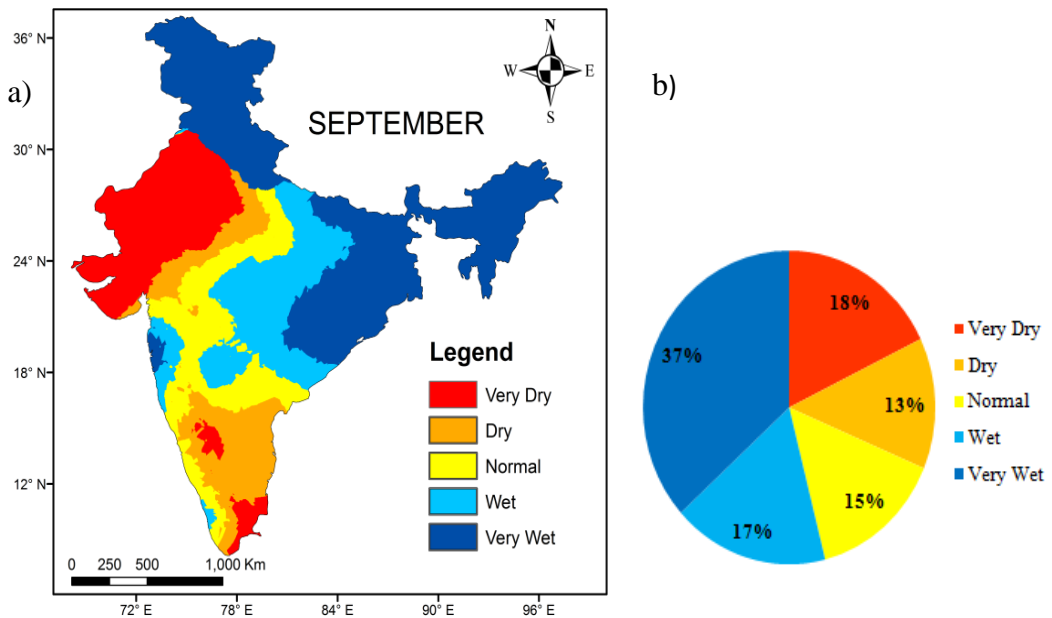 a)
36° N
30° N
24° N
18° N
12° N
SEPTEMBER
N
W
E
S
Legend
Very Dry
Dry
Normal
Wet
Very Wet
0 250 500 1,000 Km
72° E 78° E 84° E 90° E 96° E
b)
18%
13%
15%
17%
37%
Very Dry
Dry
Normal
Wet
Very Wet